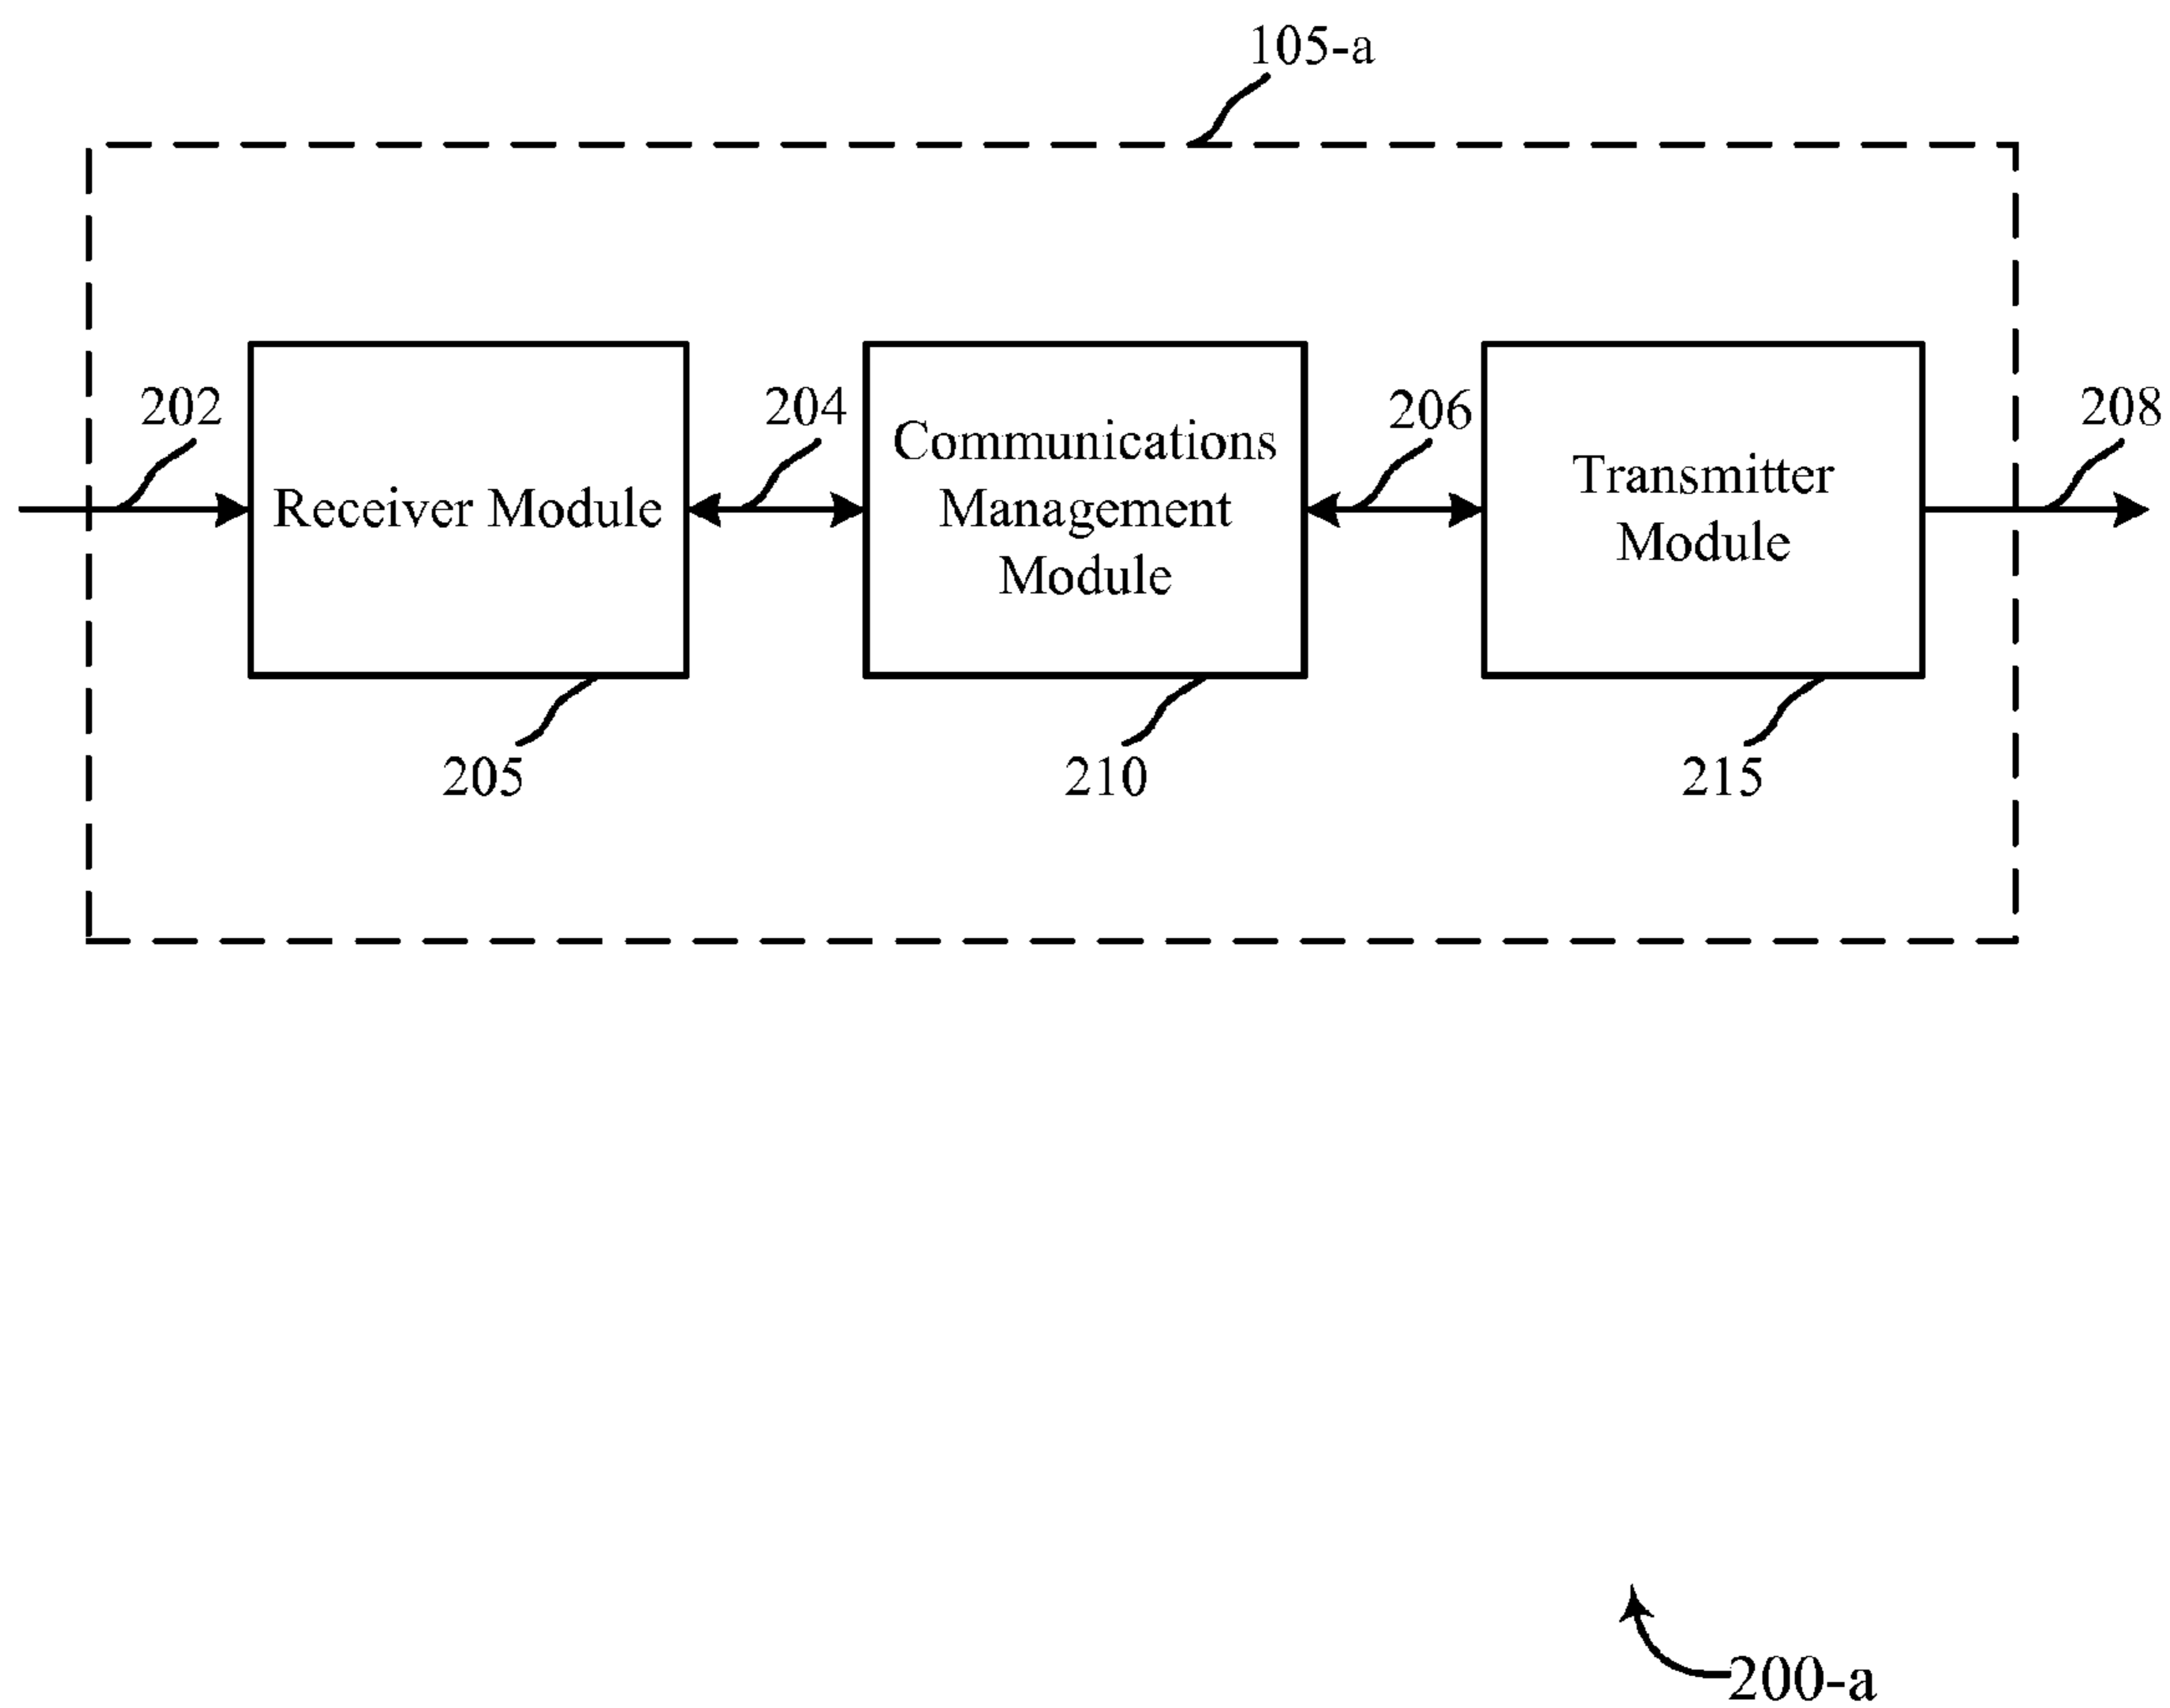 105-a
202
204
206
208
Receiver Module
Communications
Management
Module
Transmitter
Module
205
210
215
200-a